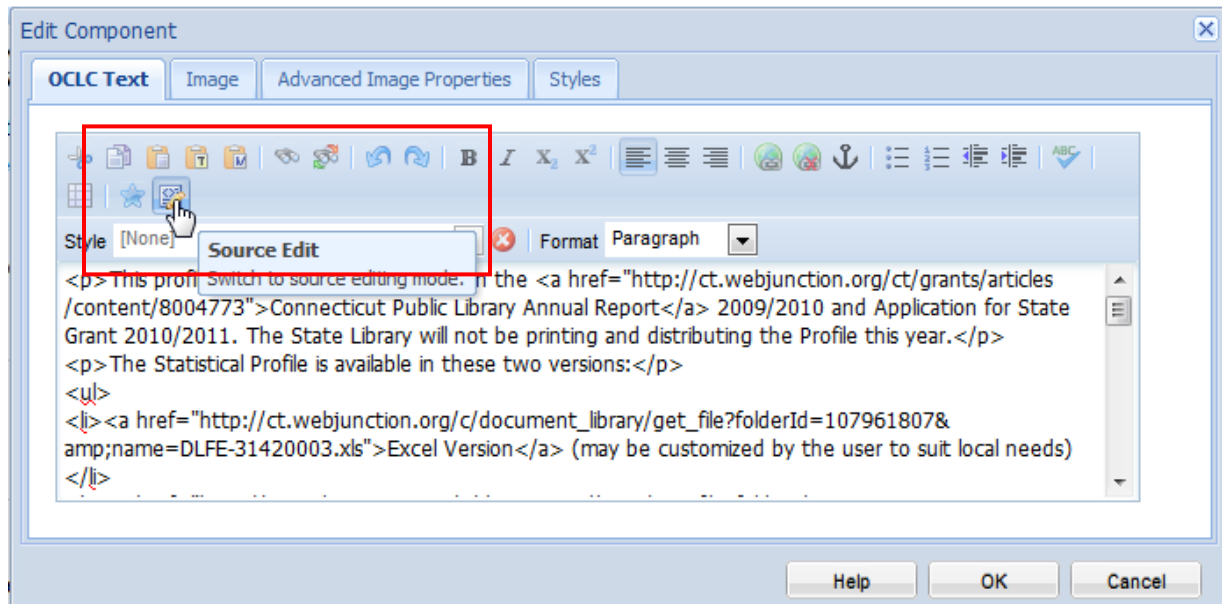 Edit Component
OCLC Text Image Advanced Image Properties Styles
B I X₂ X² ABC
Style [None] Format Paragraph
Source Edit
Switch to source editing mode.
<p>This profi n the <a href="http://ct.webjunction.org/ct/grants/articles
/content/8004773">Connecticut Public Library Annual Report</a> 2009/2010 and Application for State
Grant 2010/2011. The State Library will not be printing and distributing the Profile this year.</p>
<p>The Statistical Profile is available in these two versions:</p>
<ul>
<li><a href="http://ct.webjunction.org/c/document_library/get_file?folderId=107961807&
amp;name=DLFE-31420003.xls">Excel Version</a> (may be customized by the user to suit local needs)
</li>
Help OK Cancel